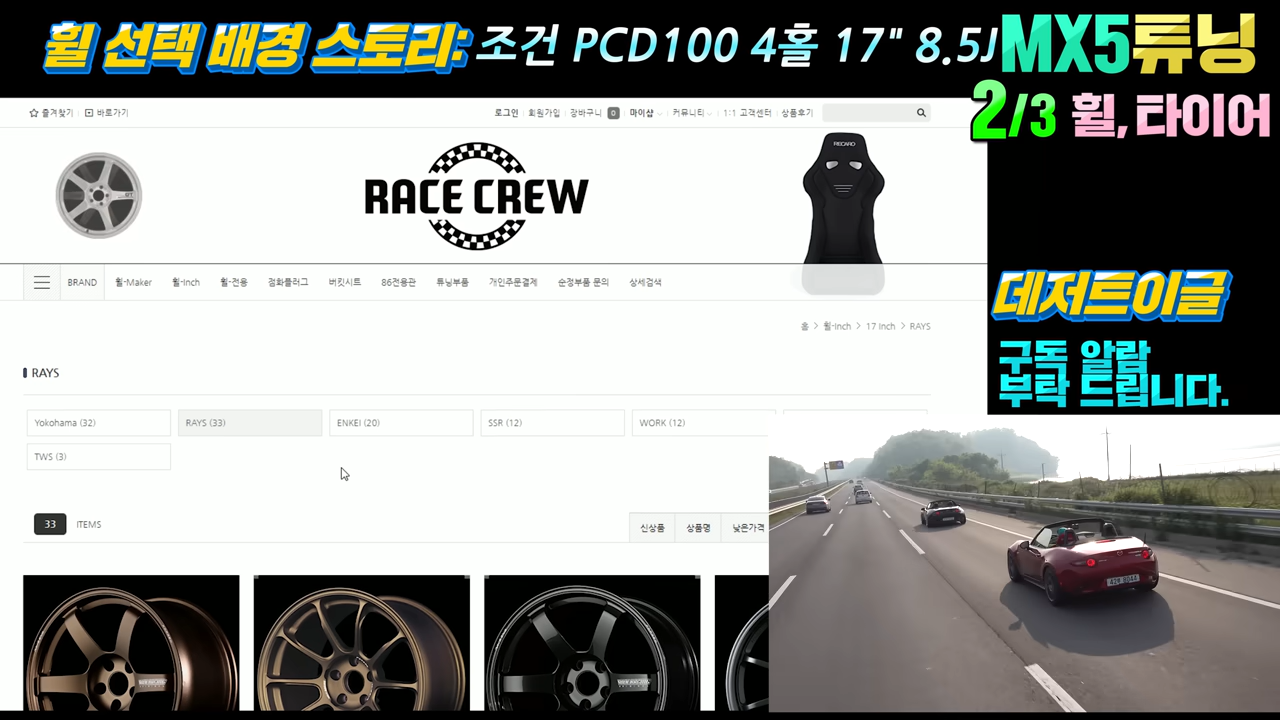 휠 선택 배경 스토리: 조건 PCD100 4홀 17" 8.5J
MX5튜닝
2/3 휠, 타이어
즐겨찾기 바로가기
로그인 회원가입 장바구니 0 마이샵 커뮤니티 1:1 고객센터 상품후기
RACE CREW
RECARO
BRAND 휠-Maker 휠-Inch 휠-전용 점화플러그 버킷시트 86전용관 튜닝부품 개인주문결제 순정부품 문의 상세검색
홈 > 휠-Inch > 17 Inch > RAYS
데저트이글
구독 알람
부탁 드립니다.
RAYS
Yokohama (32) RAYS (33) ENKEI (20) SSR (12) WORK (12)
TWS (3)
33 ITEMS
신상품 상품명 낮은가격